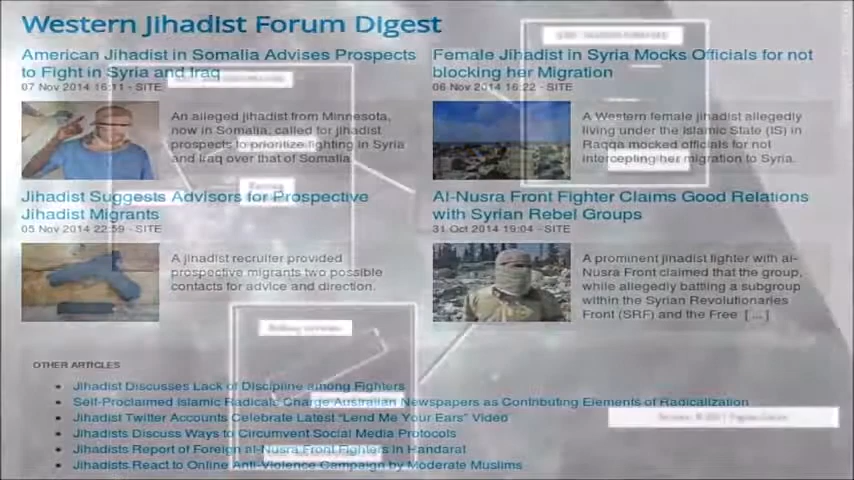 Western Jihadist Forum Digest
American Jihadist in Somalia Advises Prospects
to Fight in Syria and Iraq
07 Nov 2014 16:11 - SITE
An alleged jihadist from Minnesota,
now in Somalia, called for jihadist
prospects to prioritize fighting in Syria
and Iraq over that of Somalia.
Female Jihadist in Syria Mocks Officials for not
blocking her Migration
06 Nov 2014 16:22 - SITE
A Western female jihadist allegedly
living under the Islamic State (IS) in
Raqqa mocked officials for not
intercepting her migration to Syria.
Jihadist Suggests Advisors for Prospective
Jihadist Migrants
05 Nov 2014 22:59 - SITE
A jihadist recruiter provided
prospective migrants two possible
contacts for advice and direction.
Al-Nusra Front Fighter Claims Good Relations
with Syrian Rebel Groups
31 Oct 2014 19:04 - SITE
A prominent jihadist fighter with al-
Nusra Front claimed that the group,
while allegedly battling a subgroup
within the Syrian Revolutionaries
Front (SRF) and the Free [...]
OTHER ARTICLES
Jihadist Discusses Lack of Discipline among Fighters
Self-Proclaimed Islamic Radicals Charge Australian Newspapers as Contributing Elements of Radicalization
Jihadist Twitter Accounts Celebrate Latest "Lend Me Your Ears" Video
Jihadists Discuss Ways to Circumvent Social Media Protocols
Jihadists Report of Foreign al-Nusra Front Fighters in Handarat
Jihadists React to Online Anti-Violence Campaign by Moderate Muslims